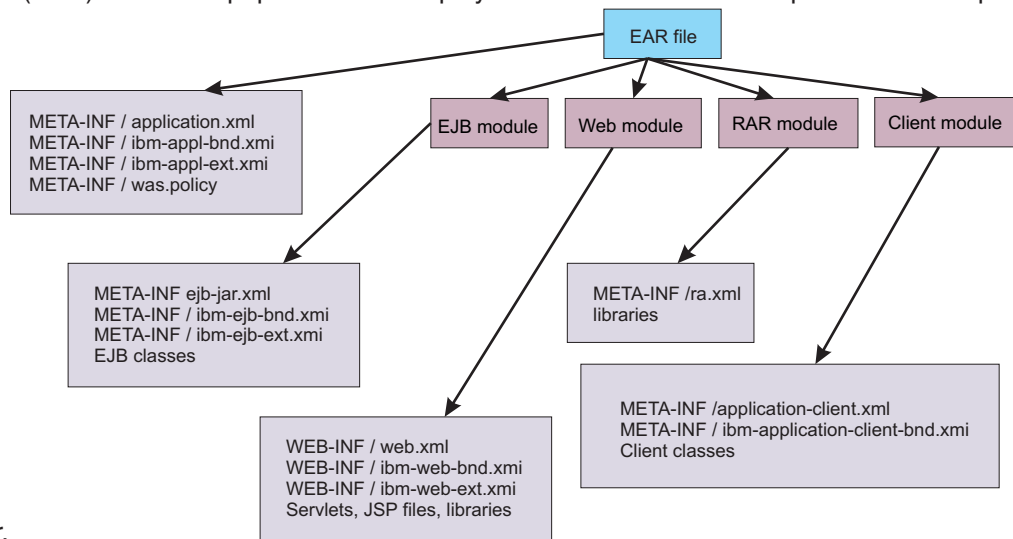 EAR file
META-INF / application.xml
META-INF / ibm-appl-bnd.xmi
META-INF / ibm-appl-ext.xmi
META-INF / was.policy
EJB module
Web module
RAR module
Client module
META-INF ejb-jar.xml
META-INF / ibm-ejb-bnd.xmi
META-INF / ibm-ejb-ext.xmi
EJB classes
META-INF /ra.xml
libraries
META-INF /application-client.xml
META-INF / ibm-application-client-bnd.xmi
Client classes
WEB-INF / web.xml
WEB-INF / ibm-web-bnd.xmi
WEB-INF / ibm-web-ext.xmi
Servlets, JSP files, libraries